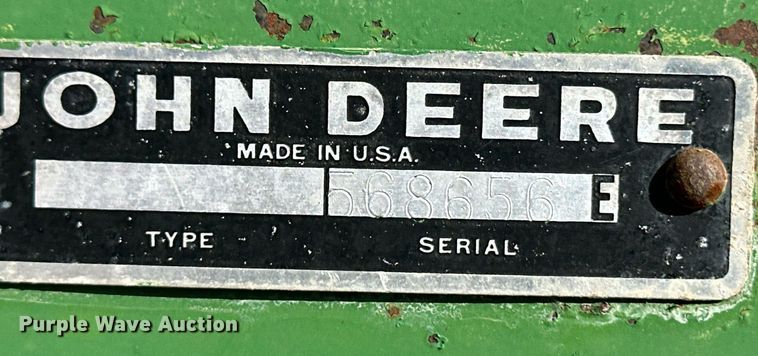 JOHN DEERE
MADE IN U.S.A.
568656 E
TYPE SERIAL
Purple Wave Auction